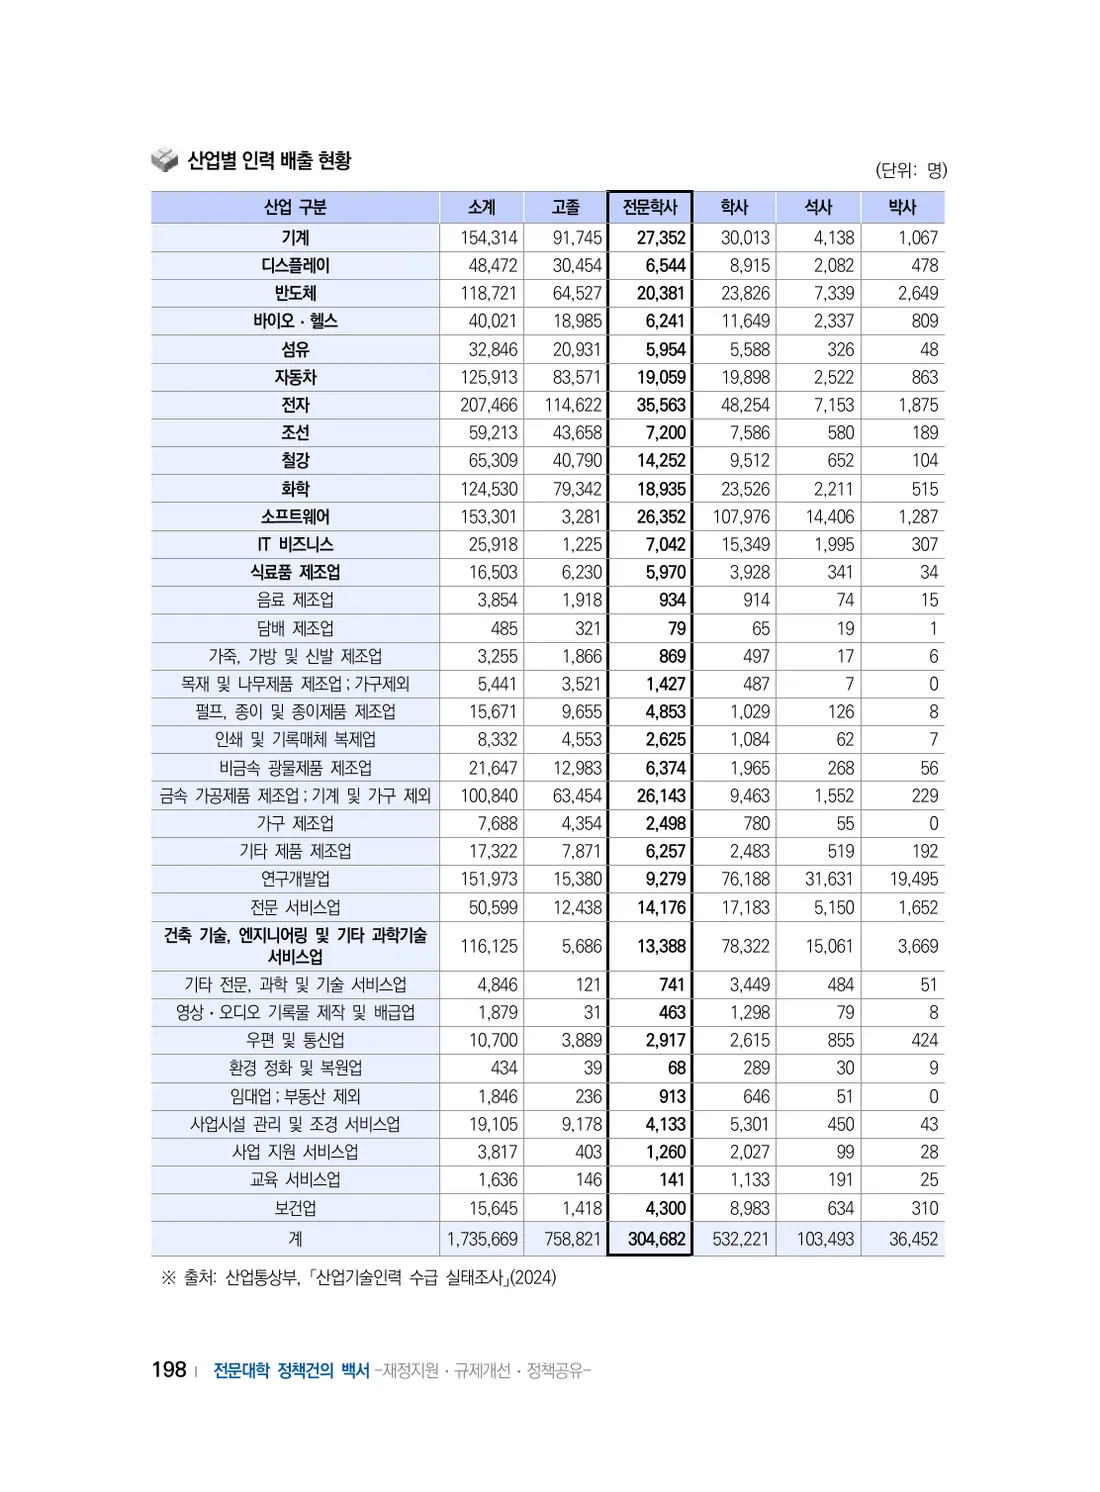 산업별 인력 배출 현황
(단위: 명)
산업 구분 소계 고졸 전문학사 학사 석사 박사
기계 154,314 91,745 27,352 30,013 4,138 1,067
디스플레이 48,472 30,454 6,544 8,915 2,082 478
반도체 118,721 64,527 20,381 23,826 7,339 2,649
바이오·헬스 40,021 18,985 6,241 11,649 2,337 809
섬유 32,846 20,931 5,954 5,588 326 48
자동차 125,913 83,571 19,059 19,898 2,522 863
전자 207,466 114,622 35,563 48,254 7,153 1,875
조선 59,213 43,658 7,200 7,586 580 189
철강 65,309 40,790 14,252 9,512 652 104
화학 124,530 79,342 18,935 23,526 2,211 515
소프트웨어 153,301 3,281 26,352 107,976 14,406 1,287
IT 비즈니스 25,918 1,225 7,042 15,349 1,995 307
식료품 제조업 16,503 6,230 5,970 3,928 341 34
음료 제조업 3,854 1,918 934 914 74 15
담배 제조업 485 321 79 65 19 1
가죽, 가방 및 신발 제조업 3,255 1,866 869 497 17 6
목재 및 나무제품 제조업;가구제외 5,441 3,521 1,427 487 7 0
펄프, 종이 및 종이제품 제조업 15,671 9,655 4,853 1,029 126 8
인쇄 및 기록매체 복제업 8,332 4,553 2,625 1,084 62 7
비금속 광물제품 제조업 21,647 12,983 6,374 1,965 268 56
금속 가공제품 제조업;기계 및 가구 제외 100,840 63,454 26,143 9,463 1,552 229
가구 제조업 7,688 4,354 2,498 780 55 0
기타 제품 제조업 17,322 7,871 6,257 2,483 519 192
연구개발업 151,973 15,380 9,279 76,188 31,631 19,495
전문 서비스업 50,599 12,438 14,176 17,183 5,150 1,652
건축 기술, 엔지니어링 및 기타 과학기술
서비스업 116,125 5,686 13,388 78,322 15,061 3,669
기타 전문, 과학 및 기술 서비스업 4,846 121 741 3,449 484 51
영상·오디오 기록물 제작 및 배급업 1,879 31 463 1,298 79 8
우편 및 통신업 10,700 3,889 2,917 2,615 855 424
환경 정화 및 복원업 434 39 68 289 30 9
임대업;부동산 제외 1,846 236 913 646 51 0
사업시설 관리 및 조경 서비스업 19,105 9,178 4,133 5,301 450 43
사업 지원 서비스업 3,817 403 1,260 2,027 99 28
교육 서비스업 1,636 146 141 1,133 191 25
보건업 15,645 1,418 4,300 8,983 634 310
계 1,735,669 758,821 304,682 532,221 103,493 36,452
※ 출처: 산업통상부, 「산업기술인력 수급 실태조사」(2024)
198 | 전문대학 정책건의 백서 -재정지원·규제개선·정책공유-